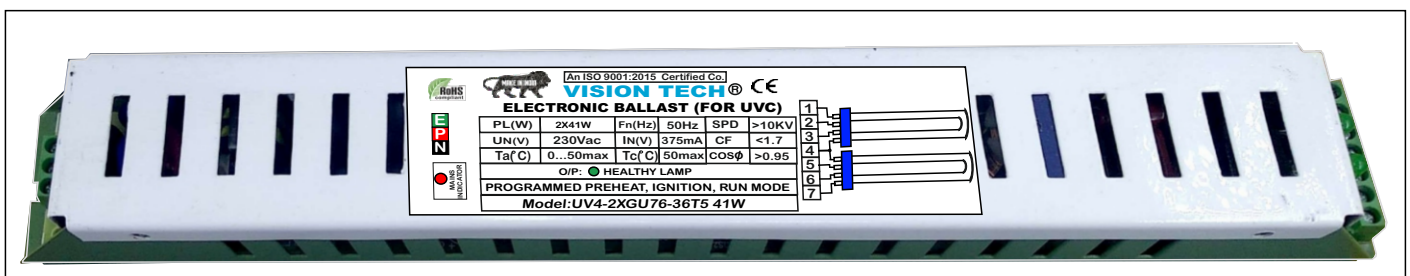 RoHS
compliant
MAKE IN INDIA
An ISO 9001:2015 Certified Co.
VISION TECH® CE
ELECTRONIC BALLAST (FOR UVC)
E
P
N
PL(W) 2X41W Fn(Hz) 50Hz SPD >10KV
UN(V) 230Vac IN(V) 375mA CF <1.7
Ta(°C) 0...50max Tc(°C) 50max COSø >0.95
O/P: HEALTHY LAMP
PROGRAMMED PREHEAT, IGNITION, RUN MODE
Model:UV4-2XGU76-36T5 41W
MAINS
INDICATOR
1
2
3
4
5
6
7